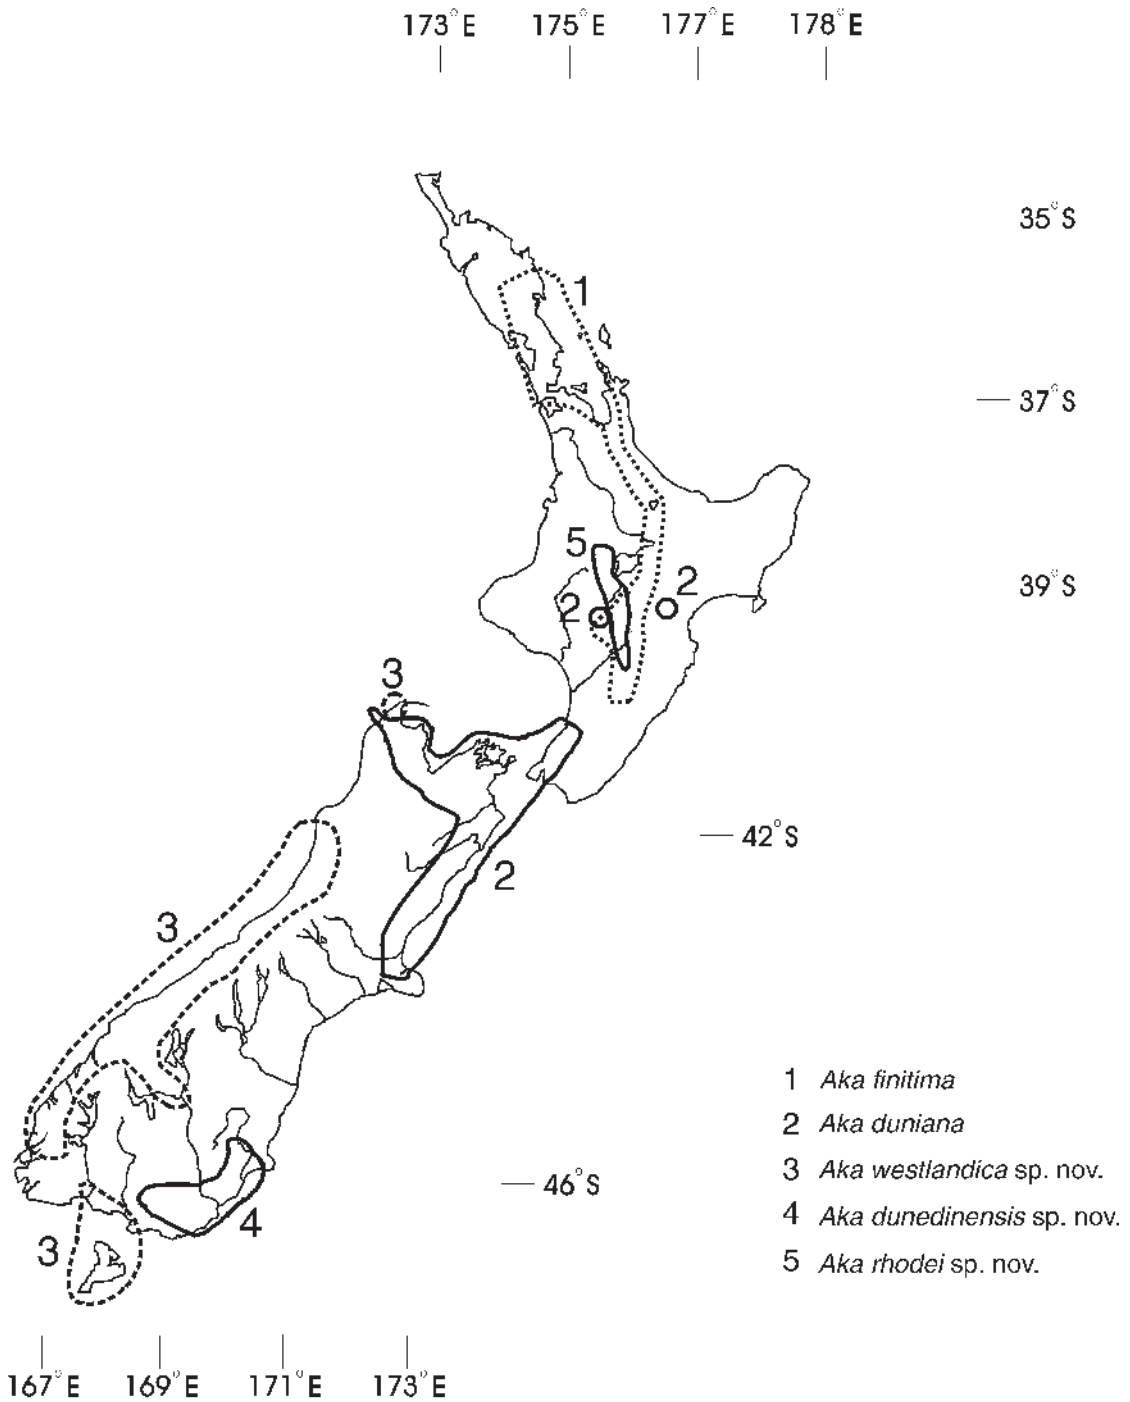 173°E 175°E 177°E 178°E
35°S
1
37°S
5
2
39°S
2
3
42°S
2
3
46°S
4
3
1 Aka finitima
2 Aka duniana
3 Aka westlandica sp. nov.
4 Aka dunedinensis sp. nov.
5 Aka rhodei sp. nov.
167°E 169°E 171°E 173°E